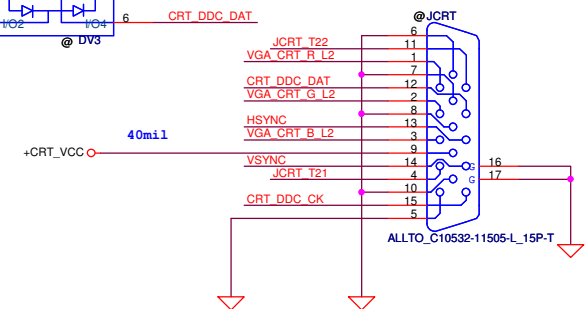 I/O2
I/O4
6
CRT_DDC_DAT
@ DV3
@JCRT
6
JCRT_T22
11
VGA_CRT_R_L2
1
7
CRT_DDC_DAT
12
VGA_CRT_G_L2
2
8
HSYNC
13
VGA_CRT_B_L2
3
40mil
+CRT_VCC
9
VSYNC
14
G
16
JCRT_T21
4
G
17
10
CRT_DDC_CK
15
5
ALLTO_C10532-11505-L_15P-T